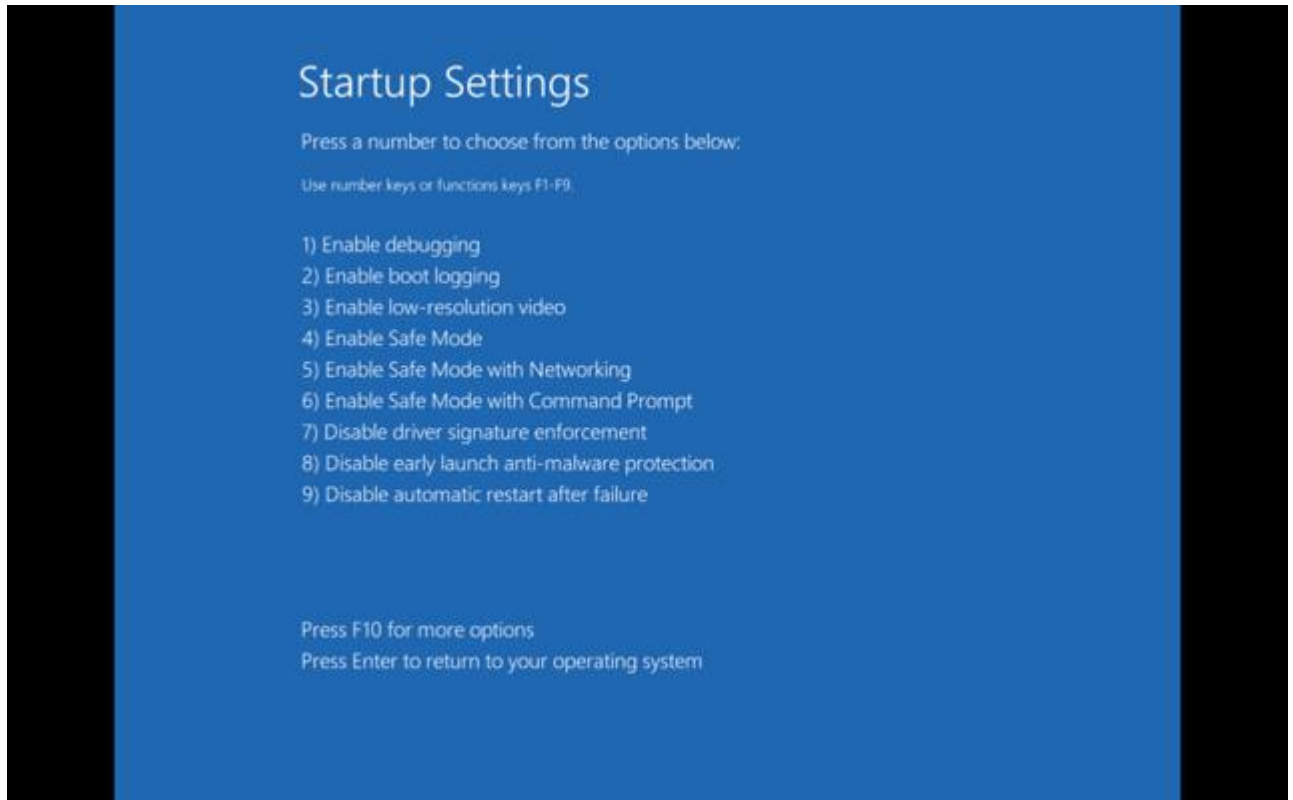 Startup Settings
Press a number to choose from the options below:
Use number keys or functions keys F1-F9.
1) Enable debugging
2) Enable boot logging
3) Enable low-resolution video
4) Enable Safe Mode
5) Enable Safe Mode with Networking
6) Enable Safe Mode with Command Prompt
7) Disable driver signature enforcement
8) Disable early launch anti-malware protection
9) Disable automatic restart after failure
Press F10 for more options
Press Enter to return to your operating system